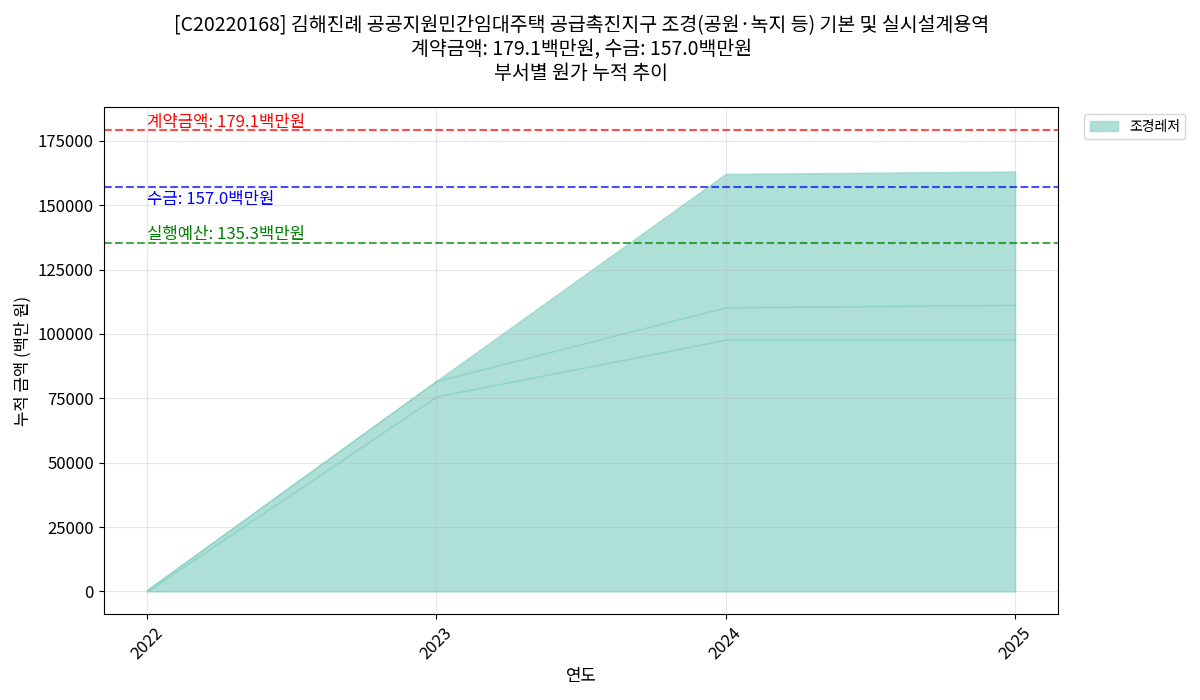 [C20220168] 김해진례 공공지원민간임대주택 공급촉진지구 조경(공원·녹지 등) 기본 및 실시설계용역
계약금액: 179.1백만원, 수금: 157.0백만원
부서별 원가 누적 추이
계약금액: 179.1백만원
수금: 157.0백만원
실행예산: 135.3백만원
조경레저
누적 금액 (백만 원)
175000
150000
125000
100000
75000
50000
25000
0
2022
2023
2024
2025
연도